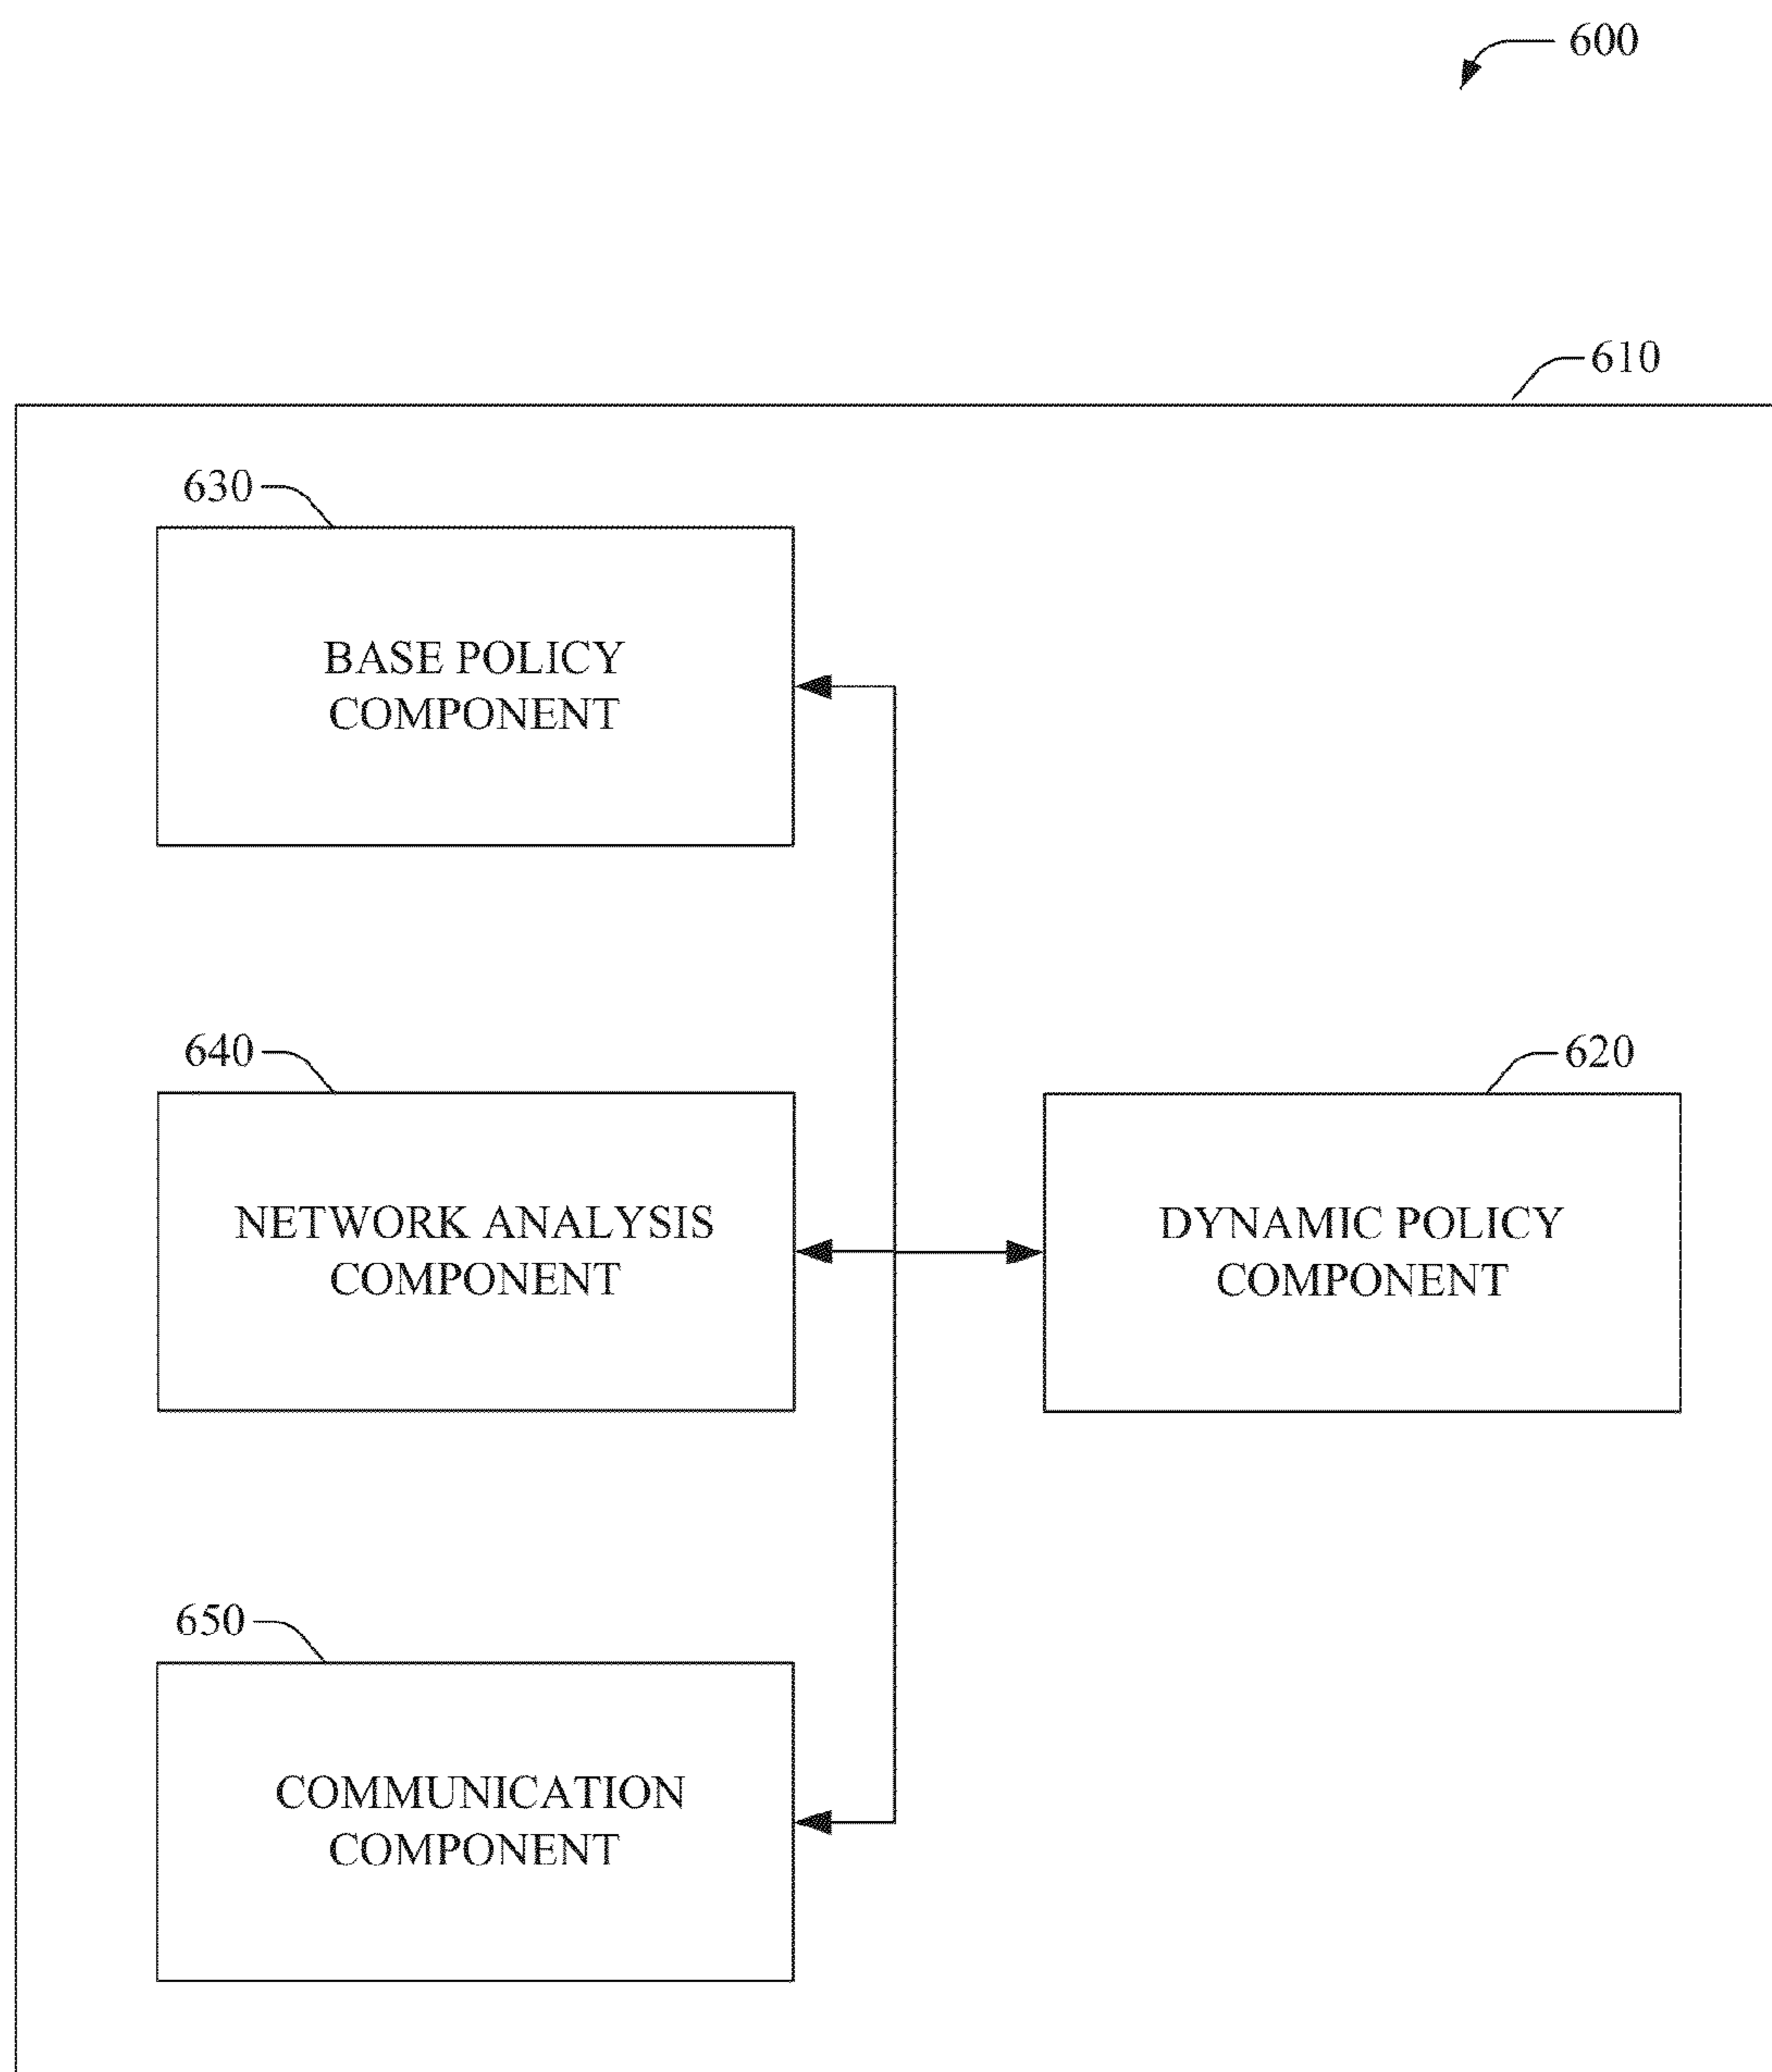 600
610
630
BASE POLICY
COMPONENT
640
NETWORK ANALYSIS
COMPONENT
620
DYNAMIC POLICY
COMPONENT
650
COMMUNICATION
COMPONENT